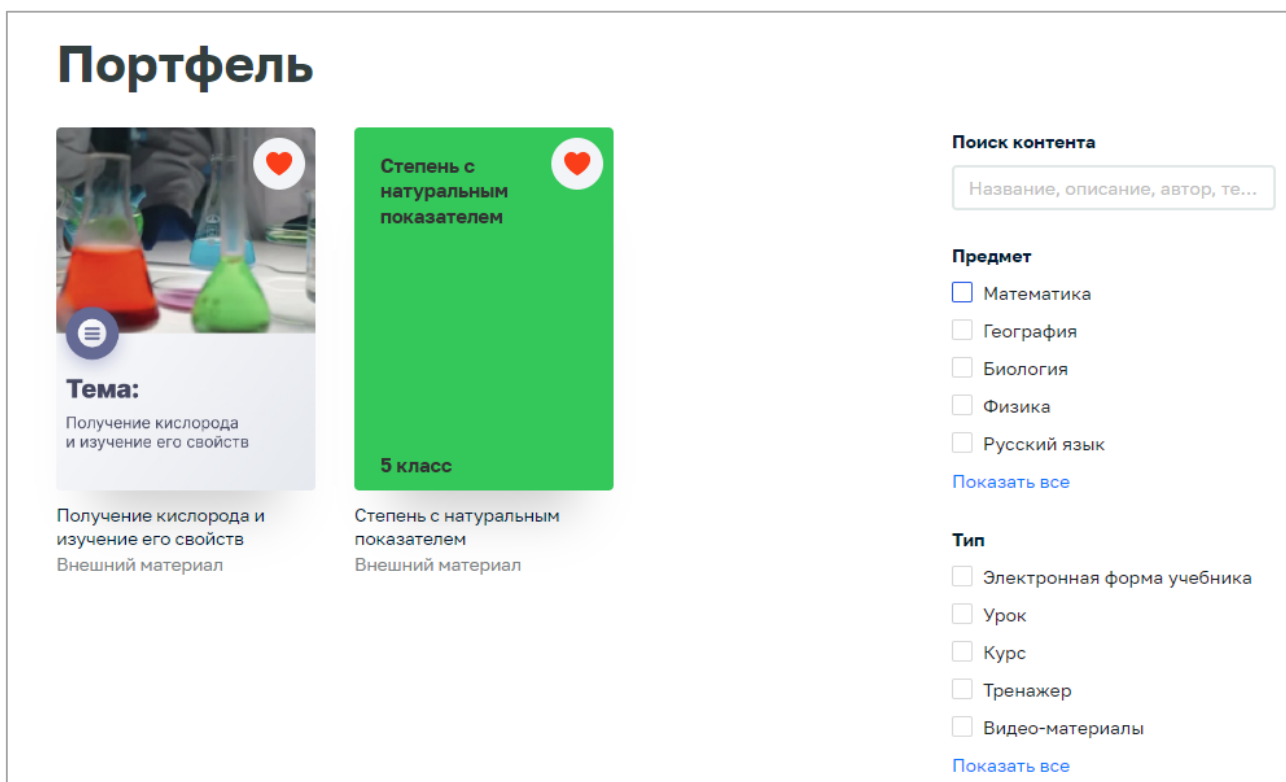 Портфель
Тема:
Получение кислорода
и изучение его свойств
Получение кислорода и
изучение его свойств
Внешний материал
Степень с
натуральным
показателем
5 класс
Степень с натуральным
показателем
Внешний материал
Поиск контента
Название, описание, автор, те...
Предмет
Математика
География
Биология
Физика
Русский язык
Показать все
Тип
Электронная форма учебника
Урок
Курс
Тренажер
Видео-материалы
Показать все